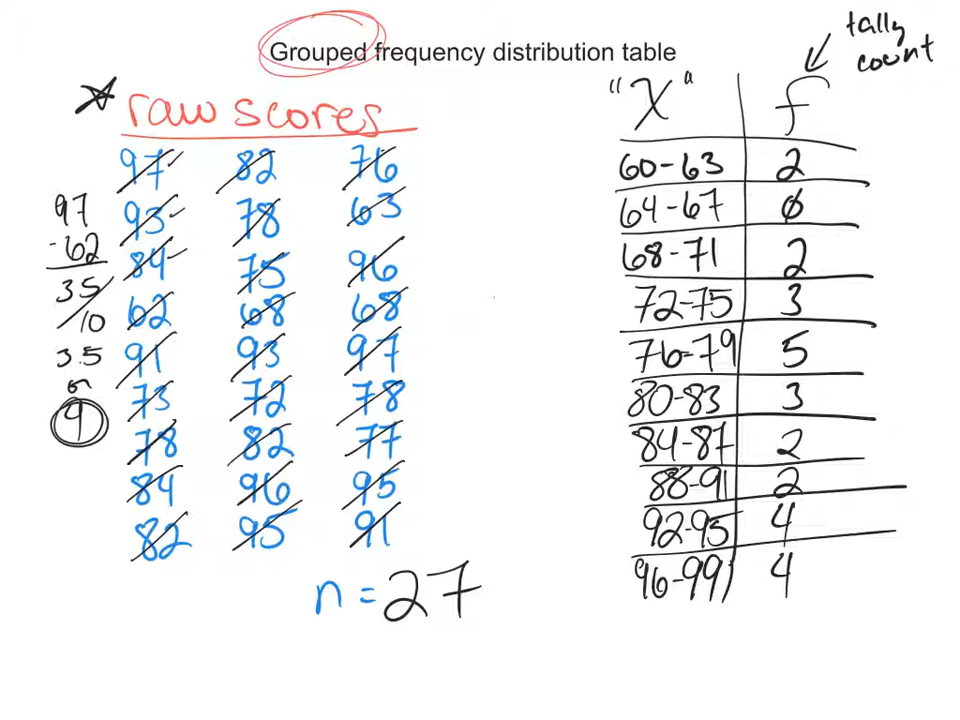 Grouped frequency distribution table
tally
count
raw scores
97 82 76
93 78 63
84 75 96
62 68 68
91 93 97
73 72 78
78 82 77
84 96 95
82 95 91
n = 27
97
-62
35
/10
3.5
or
4
"X" f
60-63 2
64-67 0
68-71 2
72-75 3
76-79 5
80-83 3
84-87 2
88-91 2
92-95 4
96-99 4